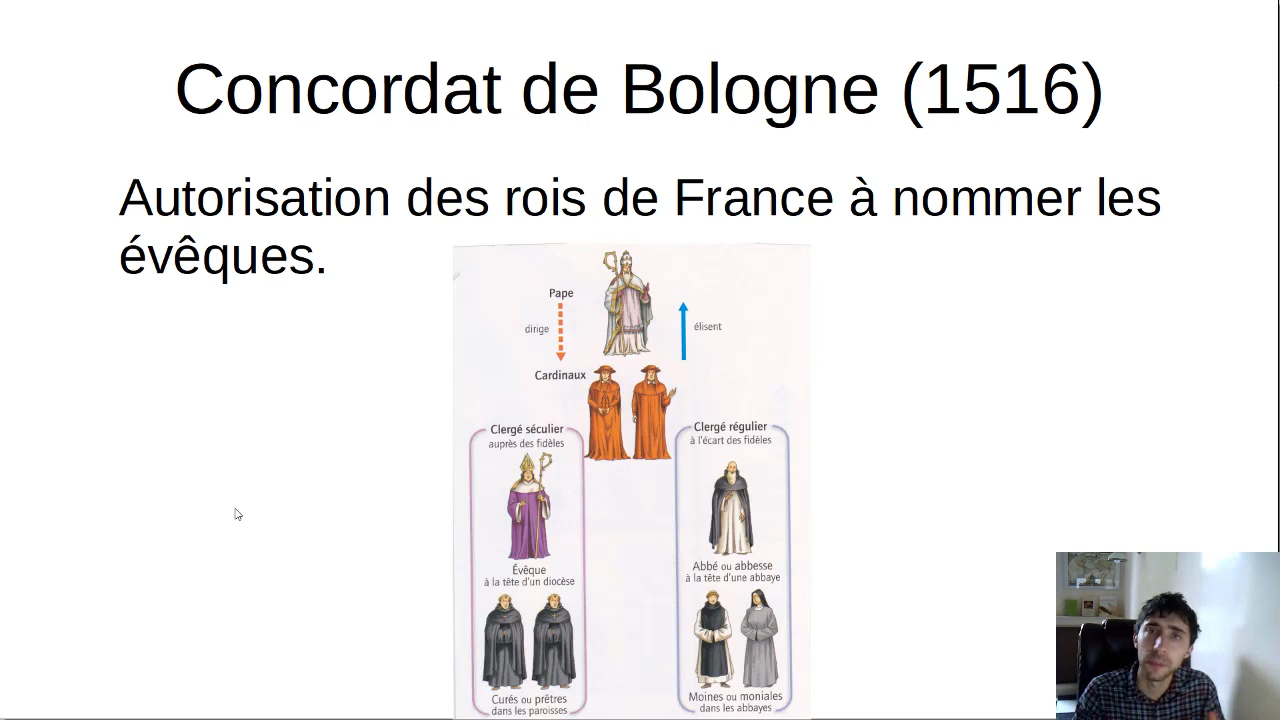 Concordat de Bologne (1516)
Autorisation des rois de France à nommer les
évêques.
Pape
dirige
élisent
Cardinaux
Clergé séculier
auprès des fidèles
Évêque
à la tête d'un diocèse
Curés ou prêtres
dans les paroisses
Clergé régulier
à l'écart des fidèles
Abbé ou abbesse
à la tête d'une abbaye
Moines ou moniales
dans les abbayes